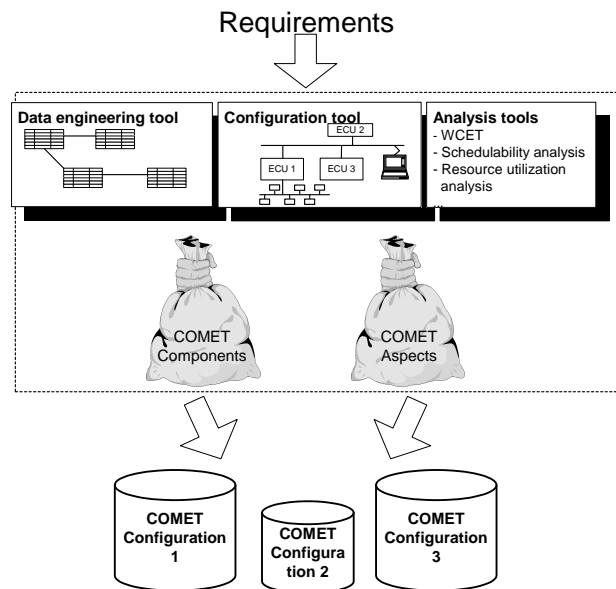 Requirements
Data engineering tool
Configuration tool
ECU 2
ECU 1
ECU 3
Analysis tools
- WCET
- Schedulability analysis
- Resource utilization
analysis
...
COMET
Components
COMET
Aspects
COMET
Configuration
1
COMET
Configura
tion 2
COMET
Configuration
3